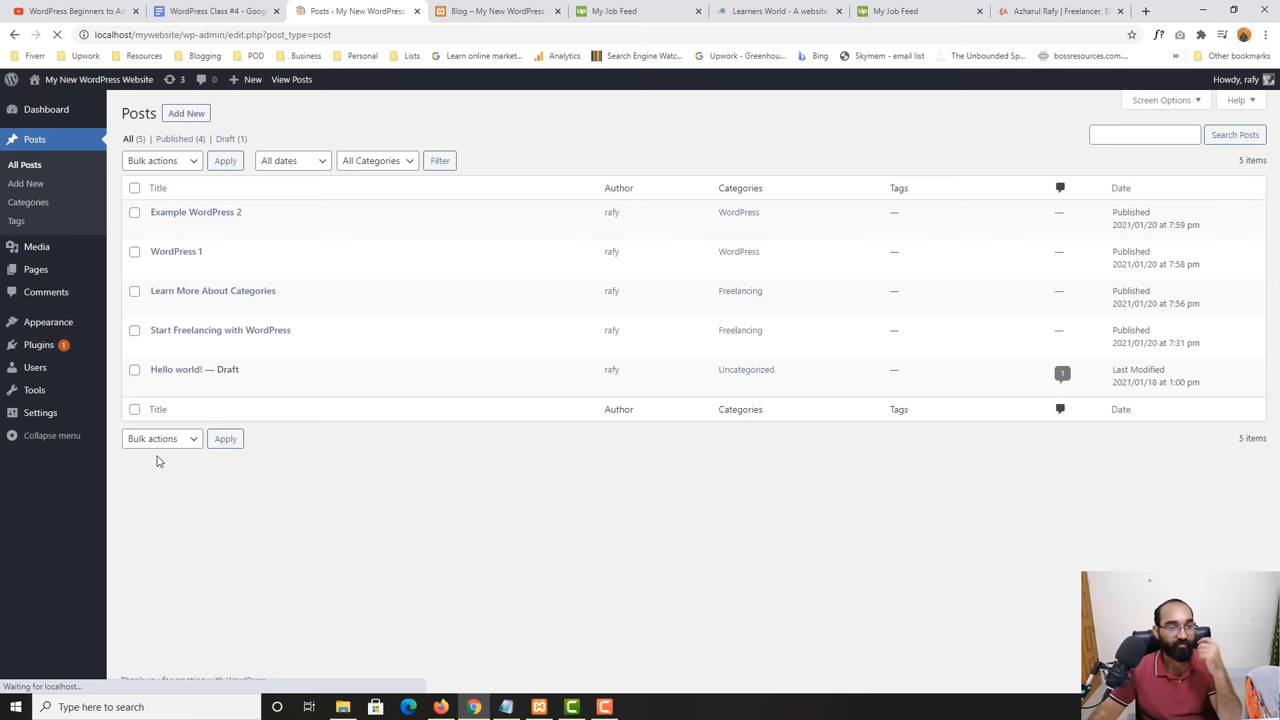 WordPress Beginners to Ad
WordPress Class #4 - Googl
Posts ‹ My New WordPress
Blog – My New WordPress
My Job Feed
Learners World - A website
My Job Feed
Azharul Rafy | Freelancer, Bl
localhost/mywebsite/wp-admin/edit.php?post_type=post
Fiverr
Earning
Resources
Blogging
POD
Business
Personal
Lists
Learn online market...
Analytics
Search Engine Watc...
Upwork - Greenhou...
Bing
Skymem - email list
The Unbounded Sp...
bossresources.com...
»
Other bookmarks
My New WordPress Website
3
0
New
View Posts
Howdy, rafy
Dashboard
Posts
All Posts
Add New
Categories
Tags
Media
Pages
Comments
Appearance
Plugins 1
Users
Tools
Settings
Collapse menu
Posts Add New
Screen Options
Help
All (5) | Published (4) | Draft (1)
Search Posts
Bulk actions Apply All dates All Categories Filter
5 items
Title Author Categories Tags Date
Example WordPress 2 rafy WordPress — — Published
2021/01/20 at 7:59 pm
WordPress 1 rafy WordPress — — Published
2021/01/20 at 7:58 pm
Learn More About Categories rafy Freelancing — — Published
2021/01/20 at 7:56 pm
Start Freelancing with WordPress rafy Freelancing — — Published
2021/01/20 at 7:31 pm
Hello world! — Draft rafy Uncategorized — 1 Last Modified
2021/01/18 at 1:00 pm
Title Author Categories Tags Date
Bulk actions Apply
5 items
Waiting for localhost...
Type here to search